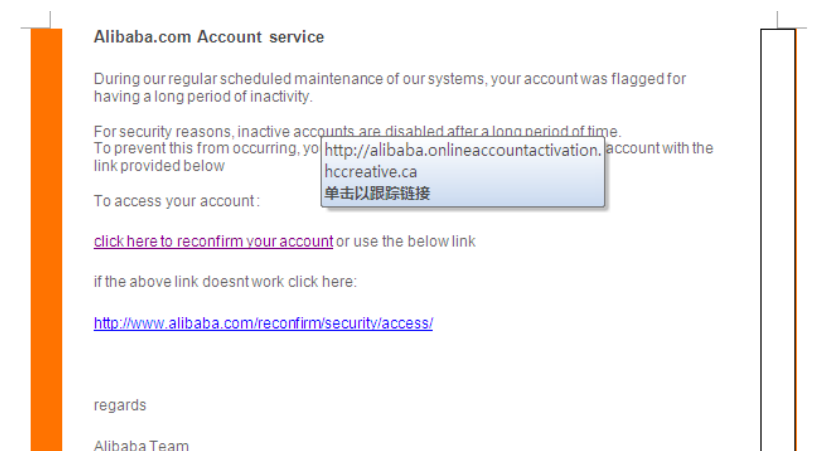 Alibaba.com Account service
During our regular scheduled maintenance of our systems, your account was flagged for
having a long period of inactivity.
For security reasons, inactive accounts are disabled after a long period of time.
To prevent this from occurring, account with the
link provided below
http://alibaba.onlineaccountactivation.
hccreative.ca
单击以跟踪链接
To access your account :
click here to reconfirm your account or use the below link
if the above link doesnt work click here:
http://www.alibaba.com/reconfirm/security/access/
regards
Alibaba Team